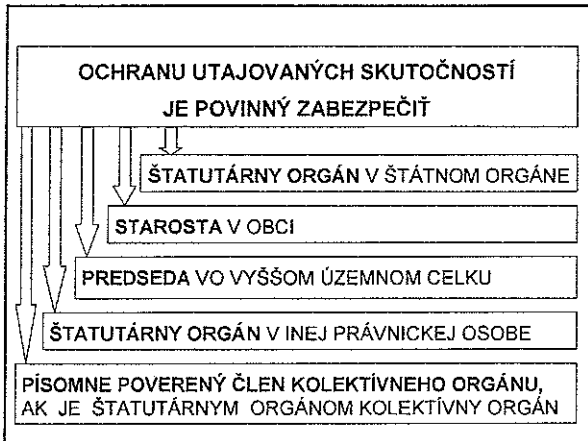 OCHRANU UTAJOVANÝCH SKUTOČNOSTÍ
JE POVINNÝ ZABEZPEČIŤ
ŠTATUTÁRNY ORGÁN V ŠTÁTNOM ORGÁNE
STAROSTA V OBCI
PREDSEDA VO VYŠŠOM ÚZEMNOM CELKU
ŠTATUTÁRNY ORGÁN V INEJ PRÁVNICKEJ OSOBE
PÍSOMNE POVERENÝ ČLEN KOLEKTÍVNEHO ORGÁNU,
AK JE ŠTATUTÁRNYM ORGÁNOM KOLEKTÍVNY ORGÁN